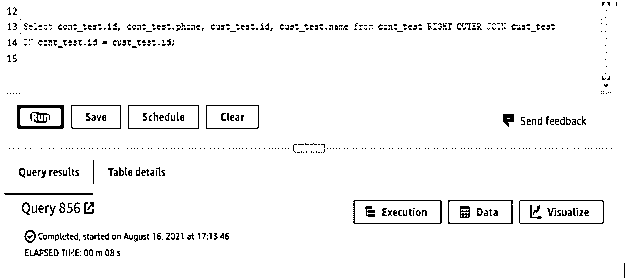 12
13 Select cont_test.id, cont_test.phone, cust_test.id, cust_test.name from cont_test RIGHT OUTER JOIN cust_test
14 ON cont_test.id = cust_test.id;
15
Run Save Schedule Clear
Send feedback
Query results Table details
Query 856
Execution Data Visualize
Completed, started on August 16, 2021 at 17:13:46
ELAPSED TIME: 00 m 08 s